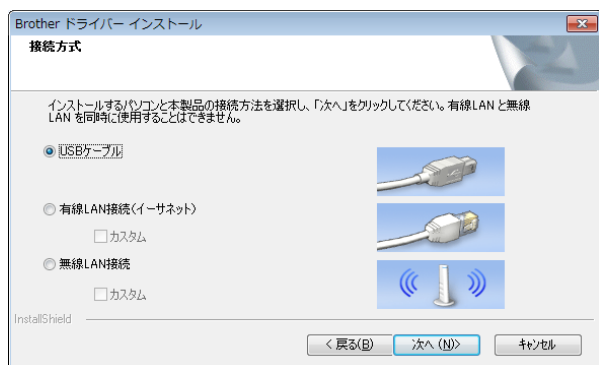 Brother ドライバー インストール
接続方式
インストールするパソコンと本製品の接続方法を選択し、「次へ」をクリックしてください。有線LAN と無線
LAN を同時に使用することはできません。
USBケーブル
有線LAN接続(イーサネット)
カスタム
無線LAN接続
カスタム
InstallShield
< 戻る(B)
次へ (N)>
キャンセル